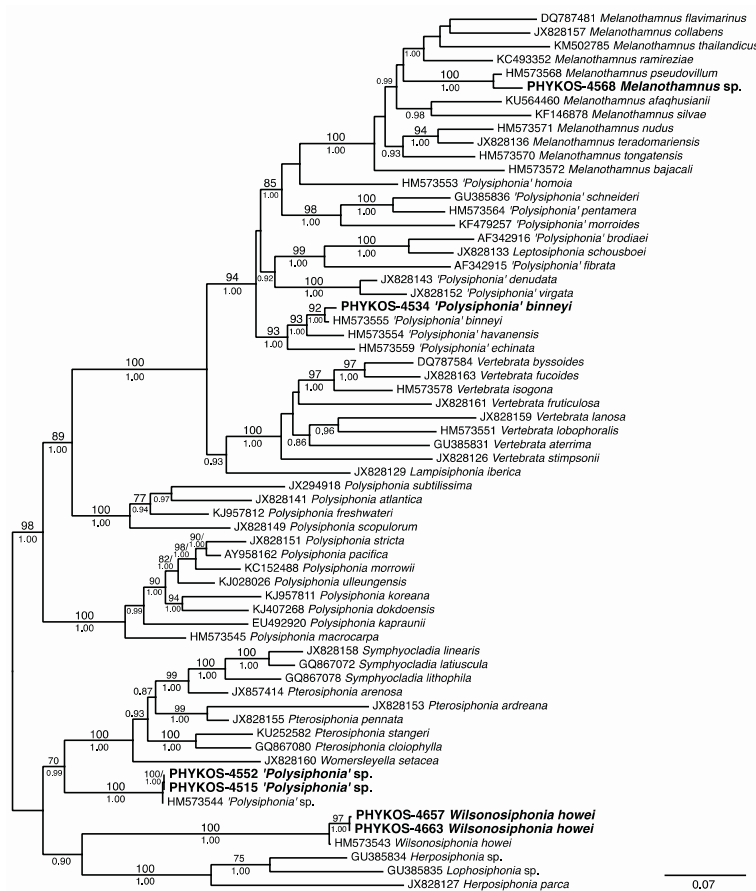 DQ787481 Melanothamnus flavimarinus
JX828157 Melanothamnus collabens
1.00
KM502785 Melanothamnus thailandicus
KC493352 Melanothamnus ramireziae
0.99
100
HM573568 Melanothamnus pseudovillum
1.00
PHYKOS-4568 Melanothamnus sp.
KU564460 Melanothamnus afaqhusianii
0.98
KF146878 Melanothamnus silvae
100
94
HM573571 Melanothamnus nudus
1.00
0.93
1.00
JX828136 Melanothamnus teradomariensis
HM573570 Melanothamnus tongatensis
HM573572 Melanothamnus bajacali
85
HM573553 'Polysiphonia' homoia
1.00
100
GU385836 'Polysiphonia' schneideri
98
1.00
HM573564 'Polysiphonia' pentamera
1.00
KF479257 'Polysiphonia' morroides
100
AF342916 'Polysiphonia' brodiaei
99
1.00
JX828133 Leptosiphonia schousboei
1.00
AF342915 'Polysiphonia' fibrata
94
0.92
100
JX828143 'Polysiphonia' denudata
1.00
1.00
JX828152 'Polysiphonia' virgata
92
PHYKOS-4534 'Polysiphonia' binneyi
93
1.00
HM573555 'Polysiphonia' binneyi
93
1.00
HM573554 'Polysiphonia' havanensis
1.00
HM573559 'Polysiphonia' echinata
100
97
DQ787584 Vertebrata byssoides
1.00
97
1.00
JX828163 Vertebrata fucoides
1.00
HM573578 Vertebrata isogona
JX828161 Vertebrata fruticulosa
100
JX828159 Vertebrata lanosa
1.00
0.96
HM573551 Vertebrata lobophoralis
0.86
GU385831 Vertebrata aterrima
89
JX828126 Vertebrata stimpsonii
1.00
0.93
JX828129 Lampisiphonia iberica
JX294918 Polysiphonia subtilissima
77
0.97
JX828141 Polysiphonia atlantica
100
0.94
KJ957812 Polysiphonia freshwateri
98
1.00
JX828149 Polysiphonia scopulorum
1.00
90/
1.00
JX828151 Polysiphonia stricta
98/
1.00
AY958162 Polysiphonia pacifica
82/
1.00
KC152488 Polysiphonia morrowii
90
KJ028026 Polysiphonia ulleungensis
1.00
94
KJ957811 Polysiphonia koreana
100
0.99
1.00
KJ407268 Polysiphonia dokdoensis
1.00
EU492920 Polysiphonia kapraunii
HM573545 Polysiphonia macrocarpa
100
JX828158 Symphyocladia linearis
100
1.00
GQ867072 Symphyocladia latiuscula
99
1.00
GQ867078 Symphyocladia lithophila
0.87
1.00
JX857414 Pterosiphonia arenosa
99
JX828153 Pterosiphonia ardreana
0.93
1.00
JX828155 Pterosiphonia pennata
100
100
KU252582 Pterosiphonia stangeri
1.00
1.00
GQ867080 Pterosiphonia cloiophylla
70
JX828160 Womersleyella setacea
0.99
100/
1.00
PHYKOS-4552 'Polysiphonia' sp.
100
PHYKOS-4515 'Polysiphonia' sp.
1.00
HM573544 'Polysiphonia' sp.
97
PHYKOS-4657 Wilsonosiphonia howei
100
1.00
PHYKOS-4663 Wilsonosiphonia howei
0.90
1.00
HM573543 Wilsonosiphonia howei
75
GU385834 Herposiphonia sp.
100
1.00
GU385835 Lophosiphonia sp.
1.00
JX828127 Herposiphonia parca
0.07